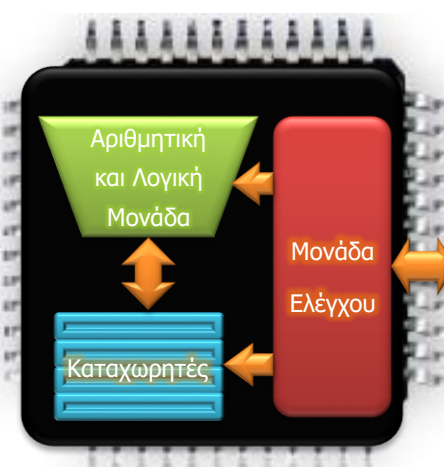 Αριθμητική
και Λογική
Μονάδα
Μονάδα
Ελέγχου
Καταχωρητές